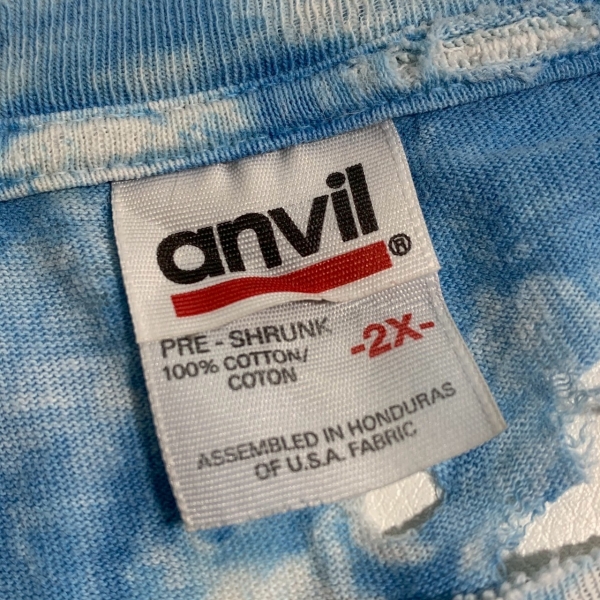 anvil®
PRE - SHRUNK
100% COTTON/
COTON
-2X-
ASSEMBLED IN HONDURAS
OF U.S.A. FABRIC